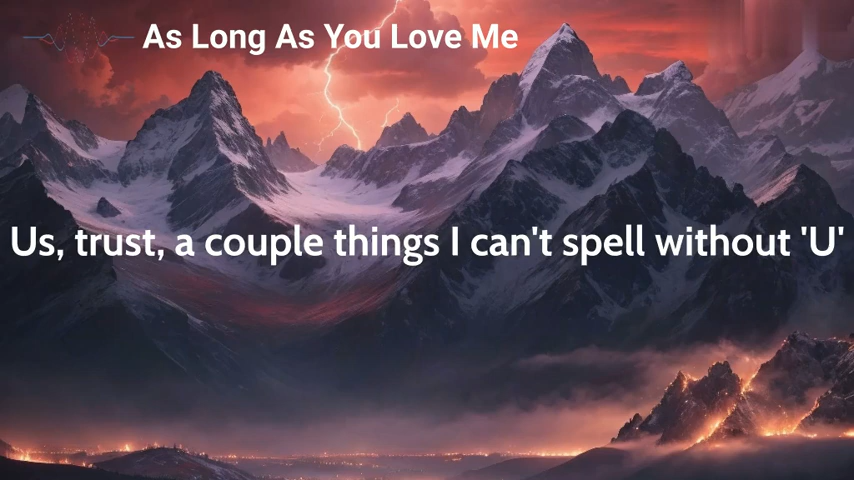 As Long As You Love Me
Us, trust, a couple things I can't spell without 'U'